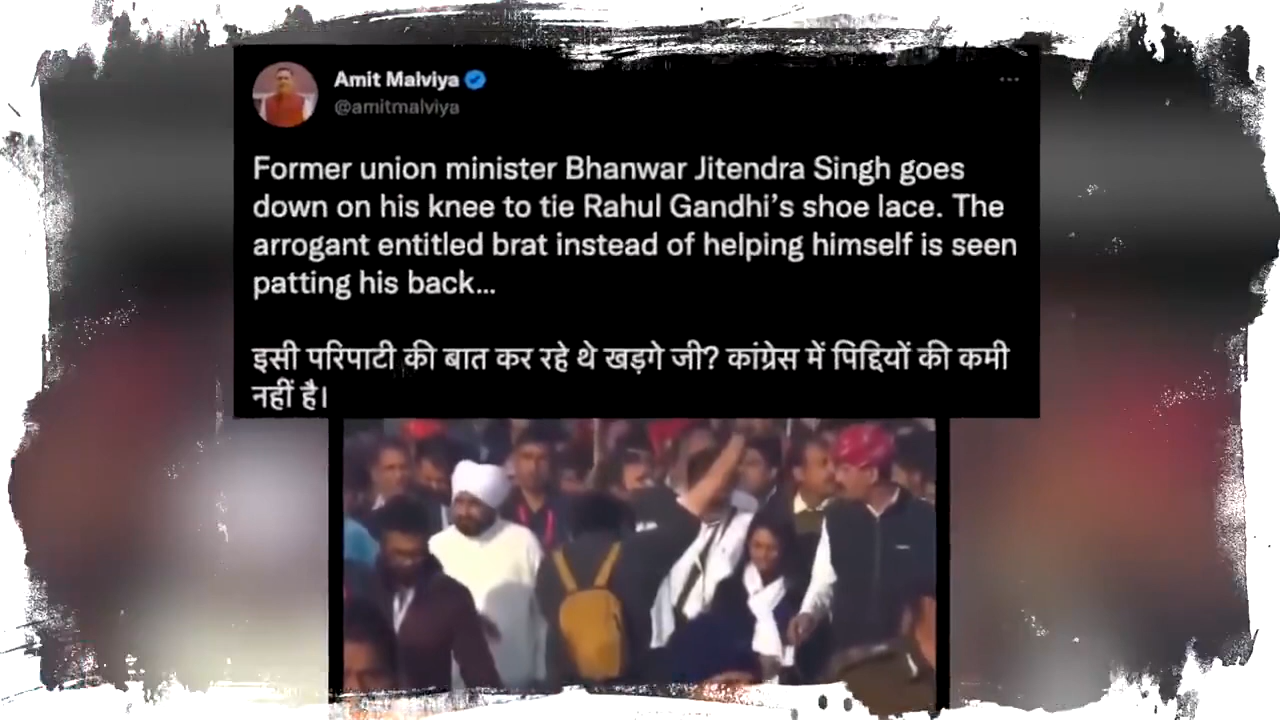 Amit Malviya
@amitmalviya
Former union minister Bhanwar Jitendra Singh goes
down on his knee to tie Rahul Gandhi’s shoe lace. The
arrogant entitled brat instead of helping himself is seen
patting his back...
इसी परिपाटी की बात कर रहे थे खड़गे जी? कांग्रेस में पिद्दियों की कमी
नहीं है।